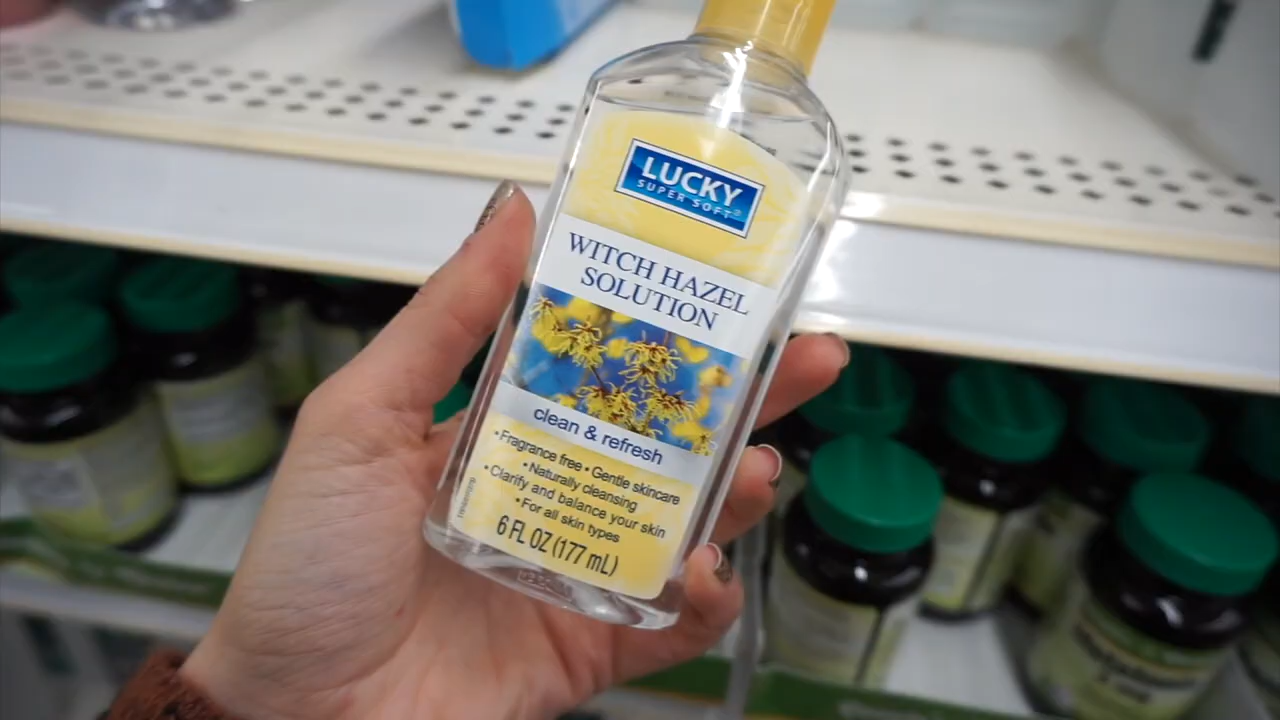 LUCKY
SUPER SOFT®
WITCH HAZEL
SOLUTION
clean & refresh
• Fragrance free • Gentle skincare
• Naturally cleansing
• Clarify and balance your skin
• For all skin types
6 FL OZ (177 mL)